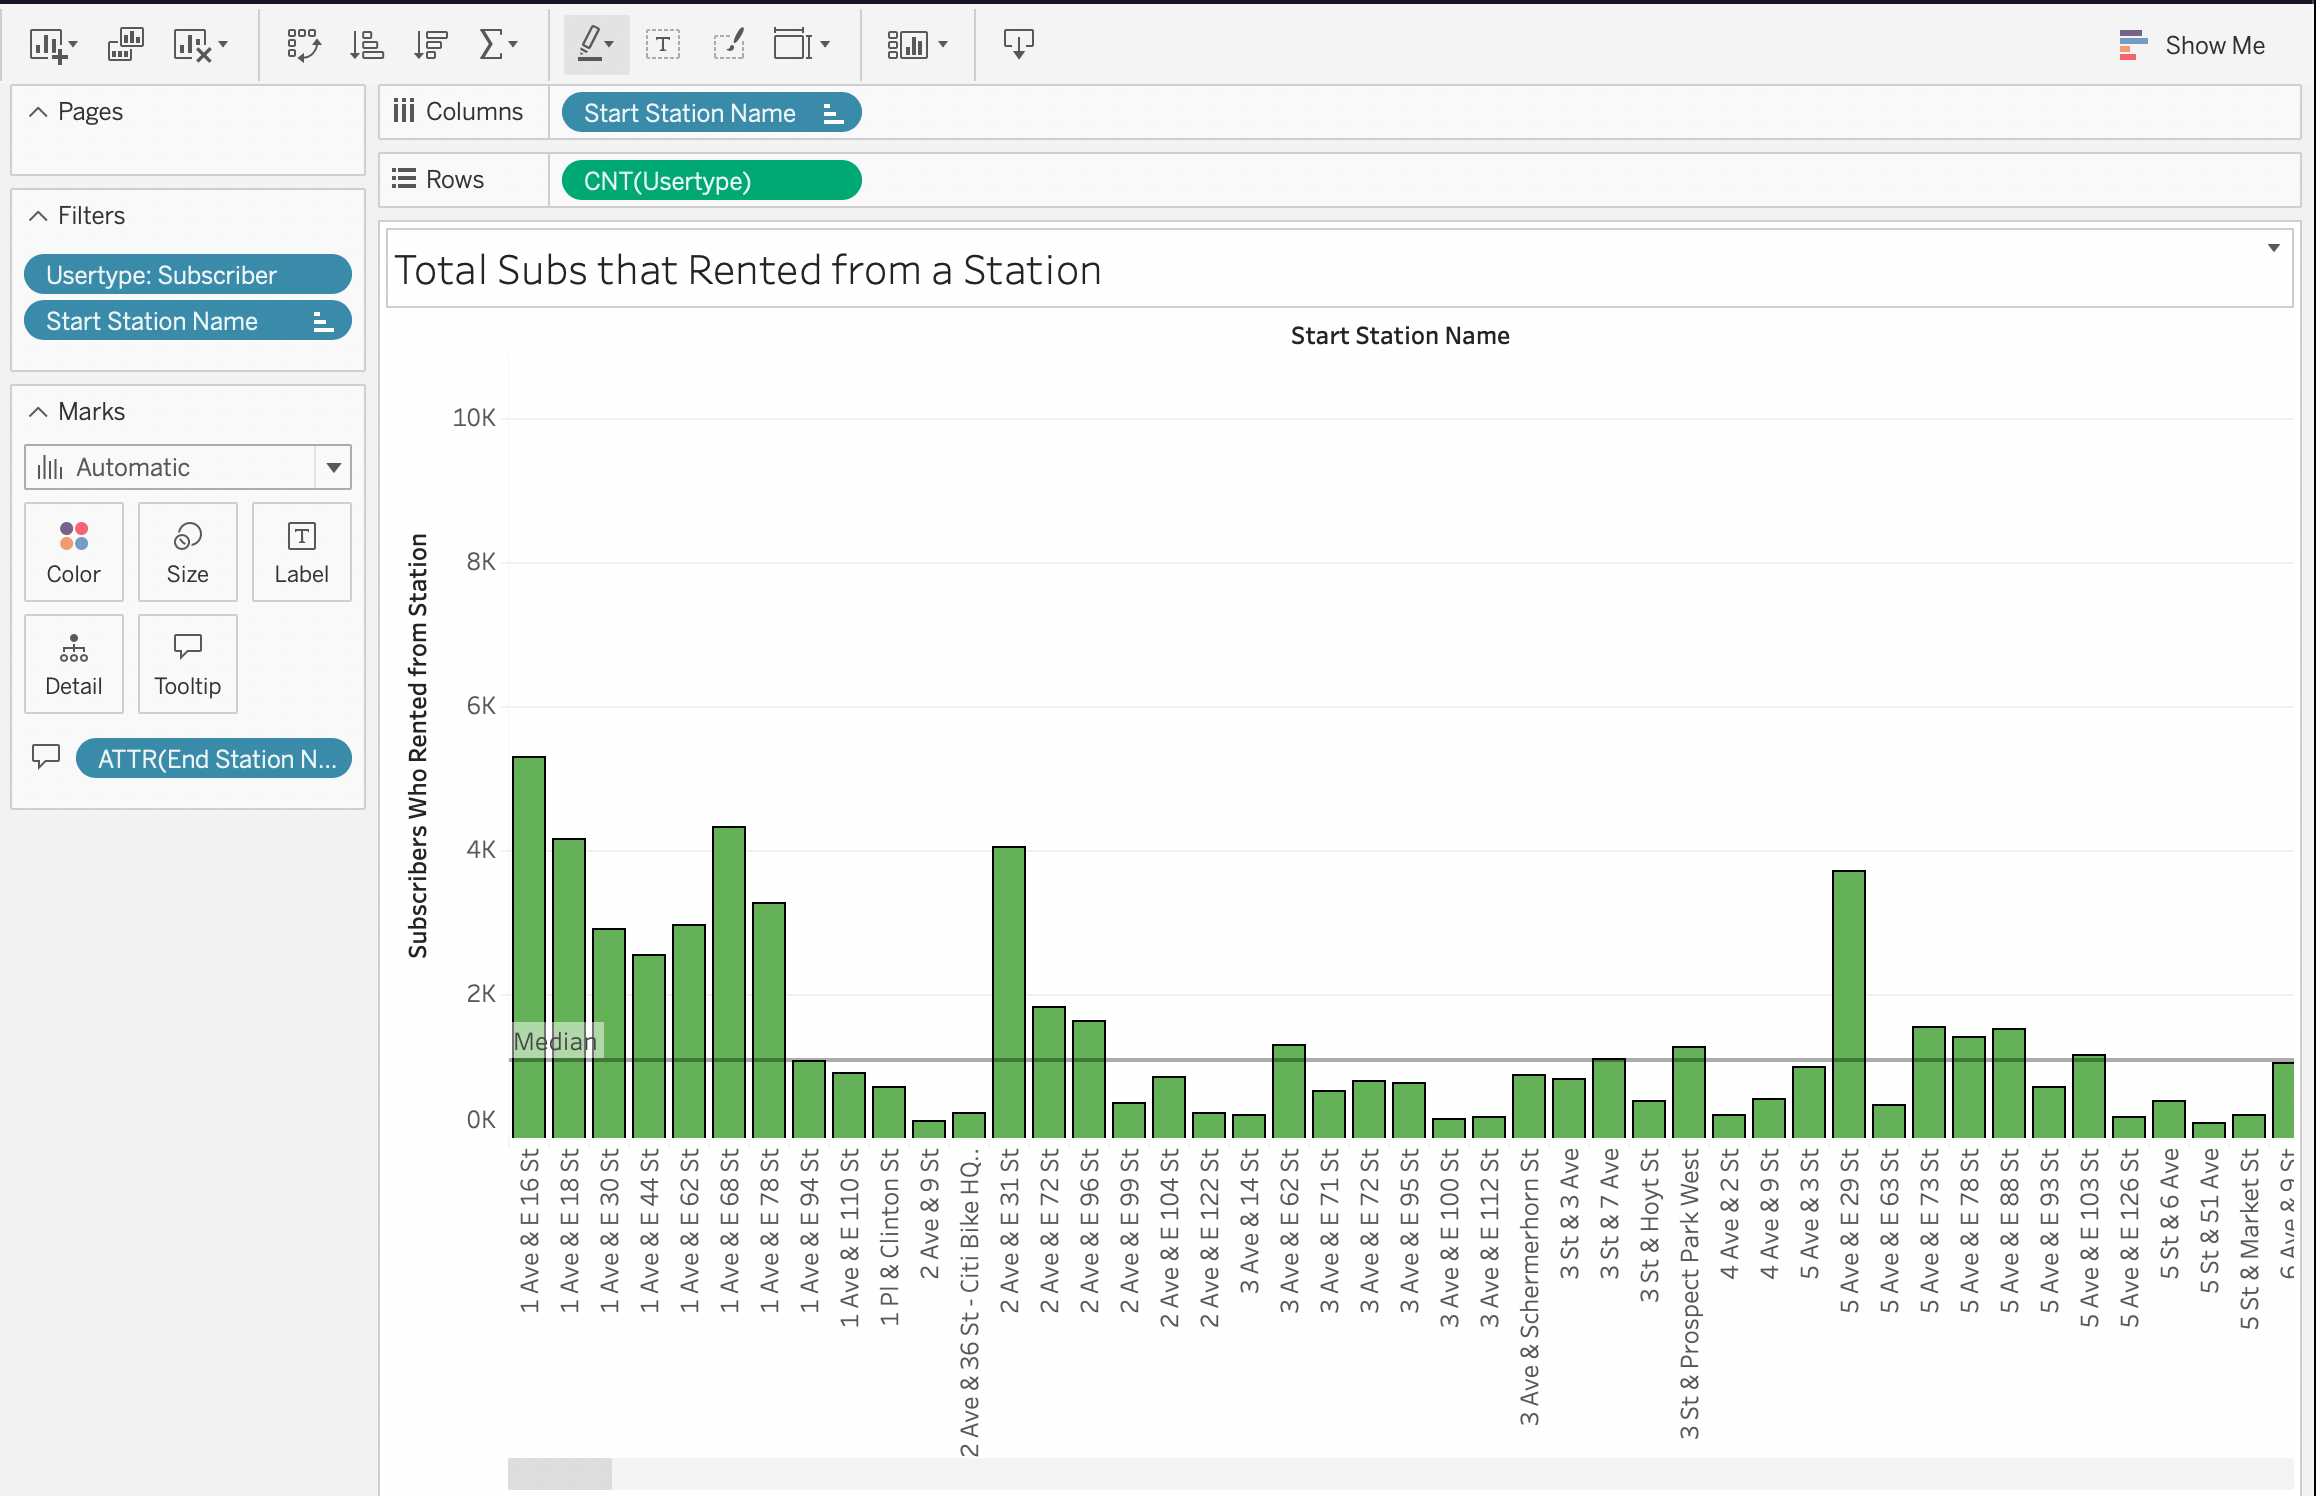 Show Me
Pages
Columns
Start Station Name
Rows
CNT(Usertype)
Filters
Usertype: Subscriber
Start Station Name
Marks
Automatic
Color
Size
Label
Detail
Tooltip
ATTR(End Station N...
Total Subs that Rented from a Station
Start Station Name
Subscribers Who Rented from Station
10K
8K
6K
4K
2K
0K
Median
1 Ave & E 16 St
1 Ave & E 18 St
1 Ave & E 30 St
1 Ave & E 44 St
1 Ave & E 62 St
1 Ave & E 68 St
1 Ave & E 78 St
1 Ave & E 94 St
1 Ave & E 110 St
1 Pl & Clinton St
2 Ave & 9 St
2 Ave & 36 St - Citi Bike HQ..
2 Ave & E 31 St
2 Ave & E 72 St
2 Ave & E 96 St
2 Ave & E 99 St
2 Ave & E 104 St
2 Ave & E 122 St
3 Ave & 14 St
3 Ave & E 62 St
3 Ave & E 71 St
3 Ave & E 72 St
3 Ave & E 95 St
3 Ave & E 100 St
3 Ave & E 112 St
3 Ave & Schermerhorn St
3 St & 3 Ave
3 St & 7 Ave
3 St & Hoyt St
3 St & Prospect Park West
4 Ave & 2 St
4 Ave & 9 St
5 Ave & 3 St
5 Ave & E 29 St
5 Ave & E 63 St
5 Ave & E 73 St
5 Ave & E 78 St
5 Ave & E 88 St
5 Ave & E 93 St
5 Ave & E 103 St
5 Ave & E 126 St
5 St & 6 Ave
5 St & 51 Ave
5 St & Market St
6 Ave & 9 St